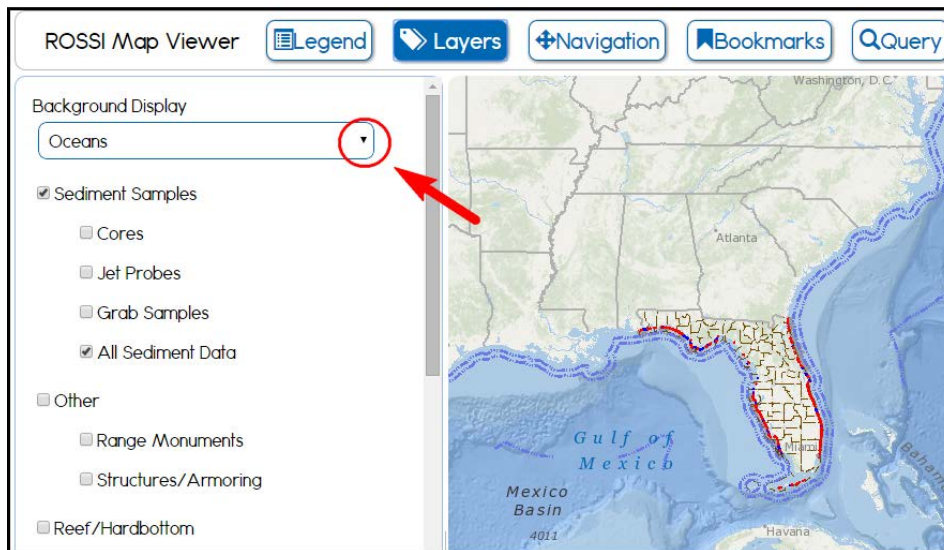 ROSSI Map Viewer Legend Layers Navigation Bookmarks Query
Background Display
Oceans
Sediment Samples
Cores
Jet Probes
Grab Samples
All Sediment Data
Other
Range Monuments
Structures/Armoring
Reef/Hardbottom
Washington, D.C.
Atlanta
Gulf of
Mexico
Miami
Mexico
Basin
4011
Havana
Baham